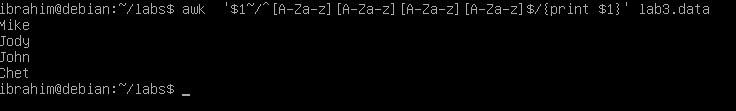 ibrahim@debian:~/labs$ awk  '$1~/^[A-Za-z][A-Za-z][A-Za-z][A-Za-z]$/{print $1}' lab3.data
Mike
Jody
John
Chet
ibrahim@debian:~/labs$ _